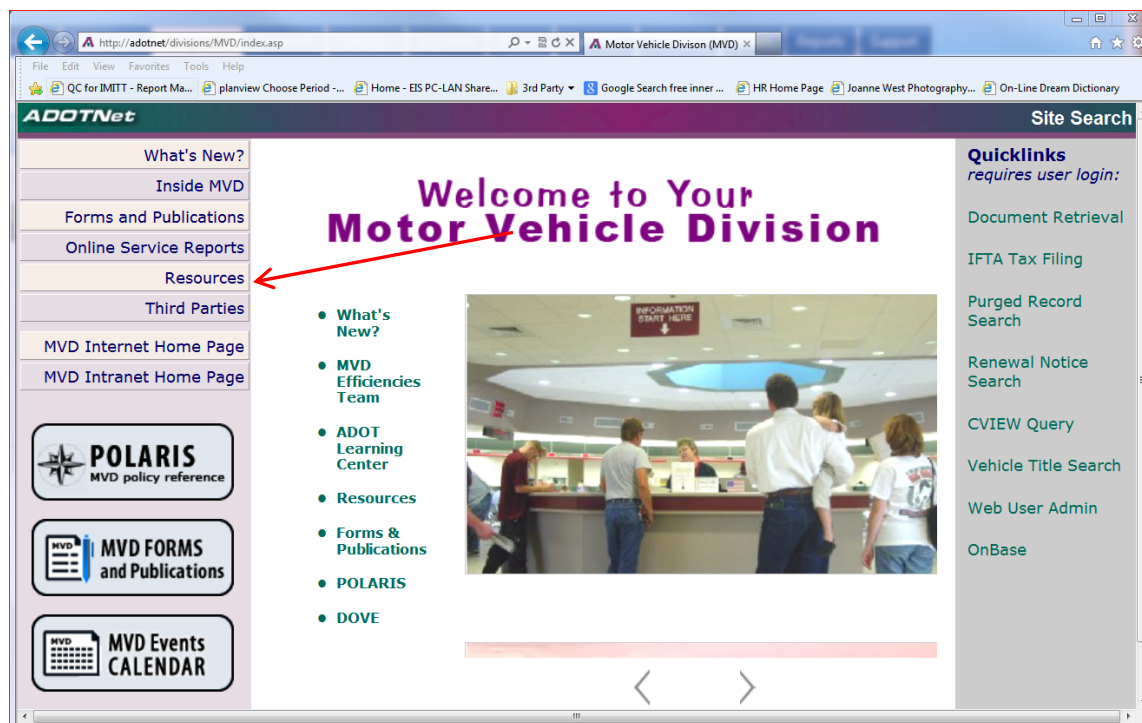 http://adotnet/divisions/MVD/index.asp
Motor Vehicle Divison (MVD)
File Edit View Favorites Tools Help
QC for IMITT - Report Ma... planview Choose Period -... Home - EIS PC-LAN Share... 3rd Party Google Search free inner ... HR Home Page Joanne West Photography... On-Line Dream Dictionary
ADOTNet
Site Search
What's New?
Inside MVD
Forms and Publications
Online Service Reports
Resources
Third Parties
MVD Internet Home Page
MVD Intranet Home Page
POLARIS
MVD policy reference
MVD
MVD FORMS
and Publications
MVD
MVD Events
CALENDAR
Welcome to Your
Motor Vehicle Division
What's
New?
MVD
Efficiencies
Team
ADOT
Learning
Center
Resources
Forms &
Publications
POLARIS
DOVE
INFORMATION
START HERE
Quicklinks
requires user login:
Document Retrieval
IFTA Tax Filing
Purged Record
Search
Renewal Notice
Search
CVIEW Query
Vehicle Title Search
Web User Admin
OnBase